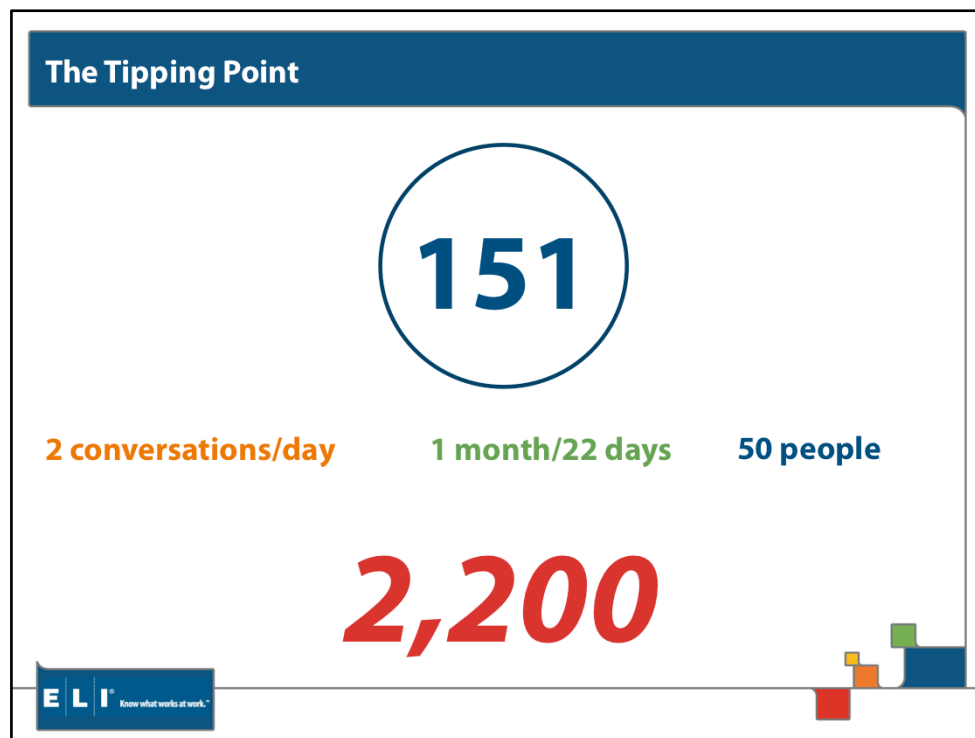 The Tipping Point
151
2 conversations/day 1 month/22 days 50 people
2,200
E L I® Know what works at work.™